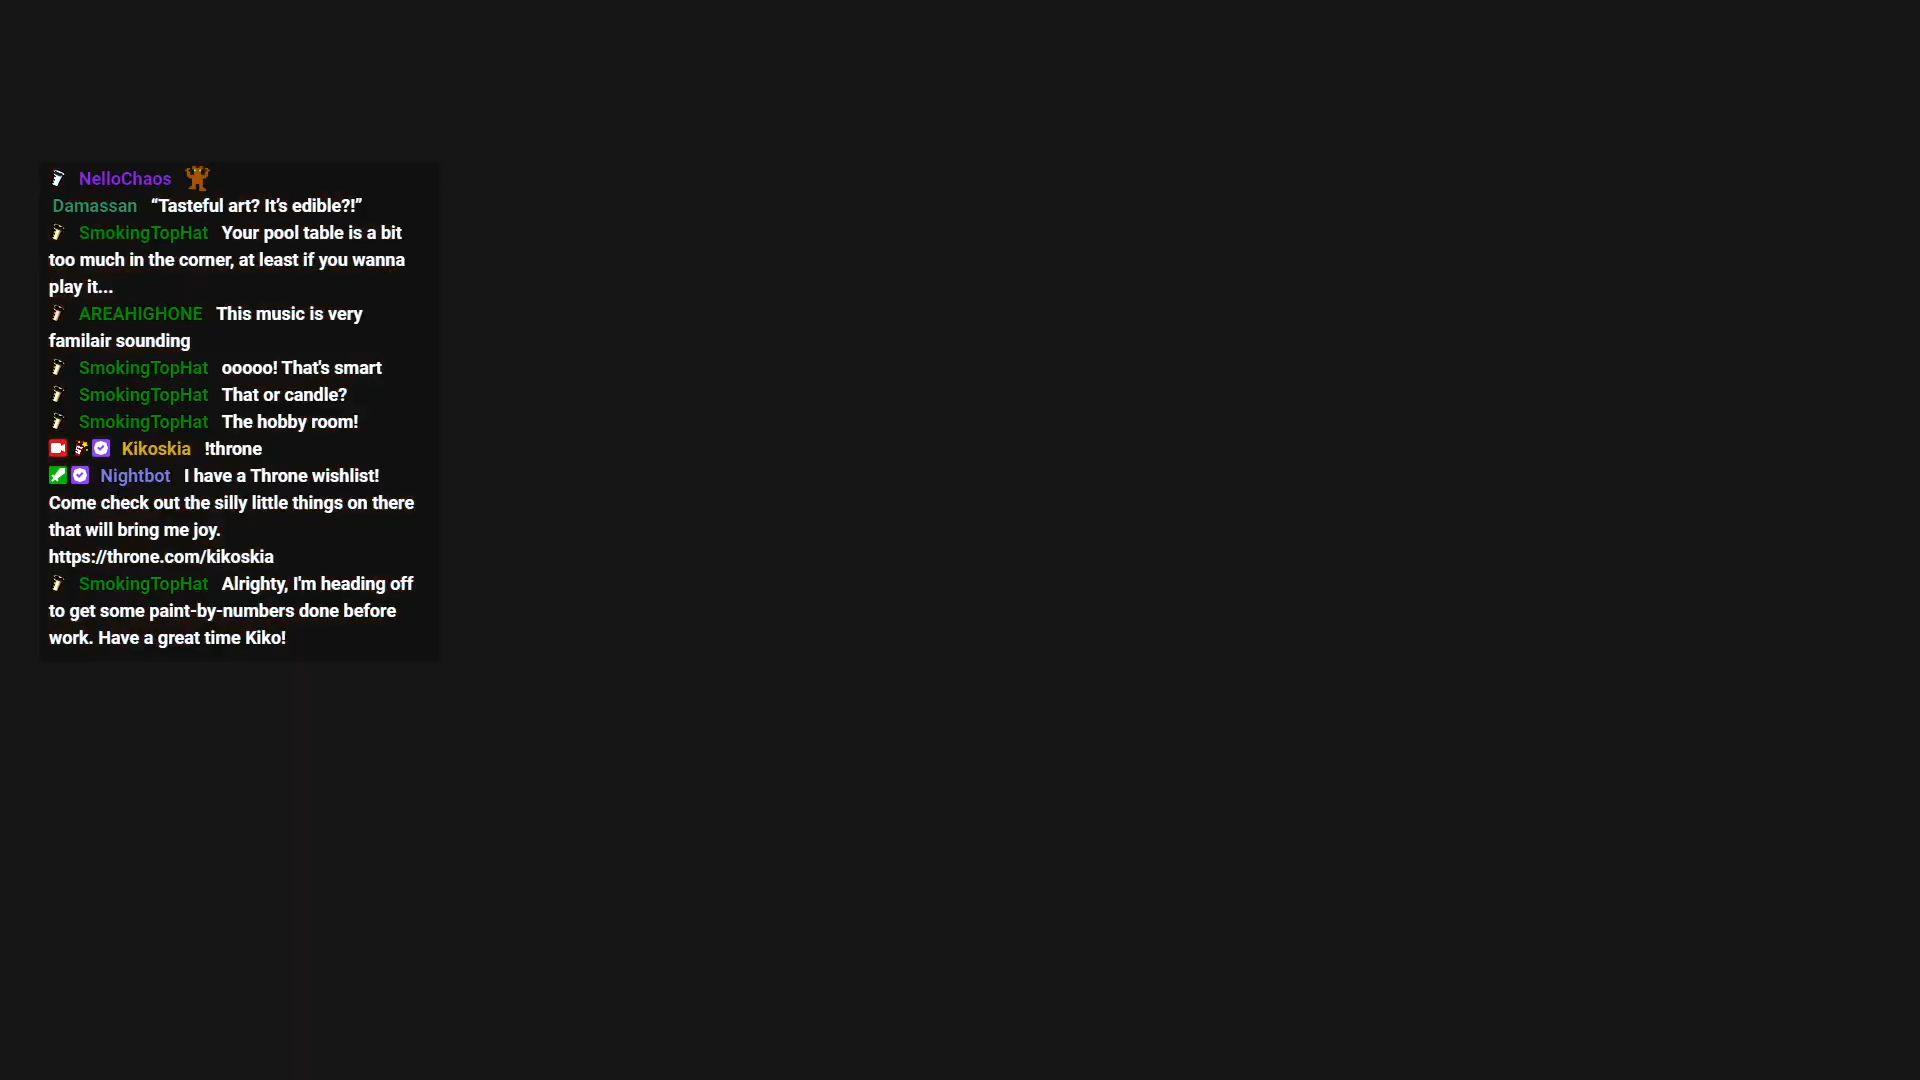 NelloChaos
Damassan “Tasteful art? It’s edible?!”
SmokingTopHat Your pool table is a bit
too much in the corner, at least if you wanna
play it...
AREAHIGHONE This music is very
familair sounding
SmokingTopHat ooooo! That's smart
SmokingTopHat That or candle?
SmokingTopHat The hobby room!
Kikoskia !throne
Nightbot I have a Throne wishlist!
Come check out the silly little things on there
that will bring me joy.
https://throne.com/kikoskia
SmokingTopHat Alrighty, I'm heading off
to get some paint-by-numbers done before
work. Have a great time Kiko!